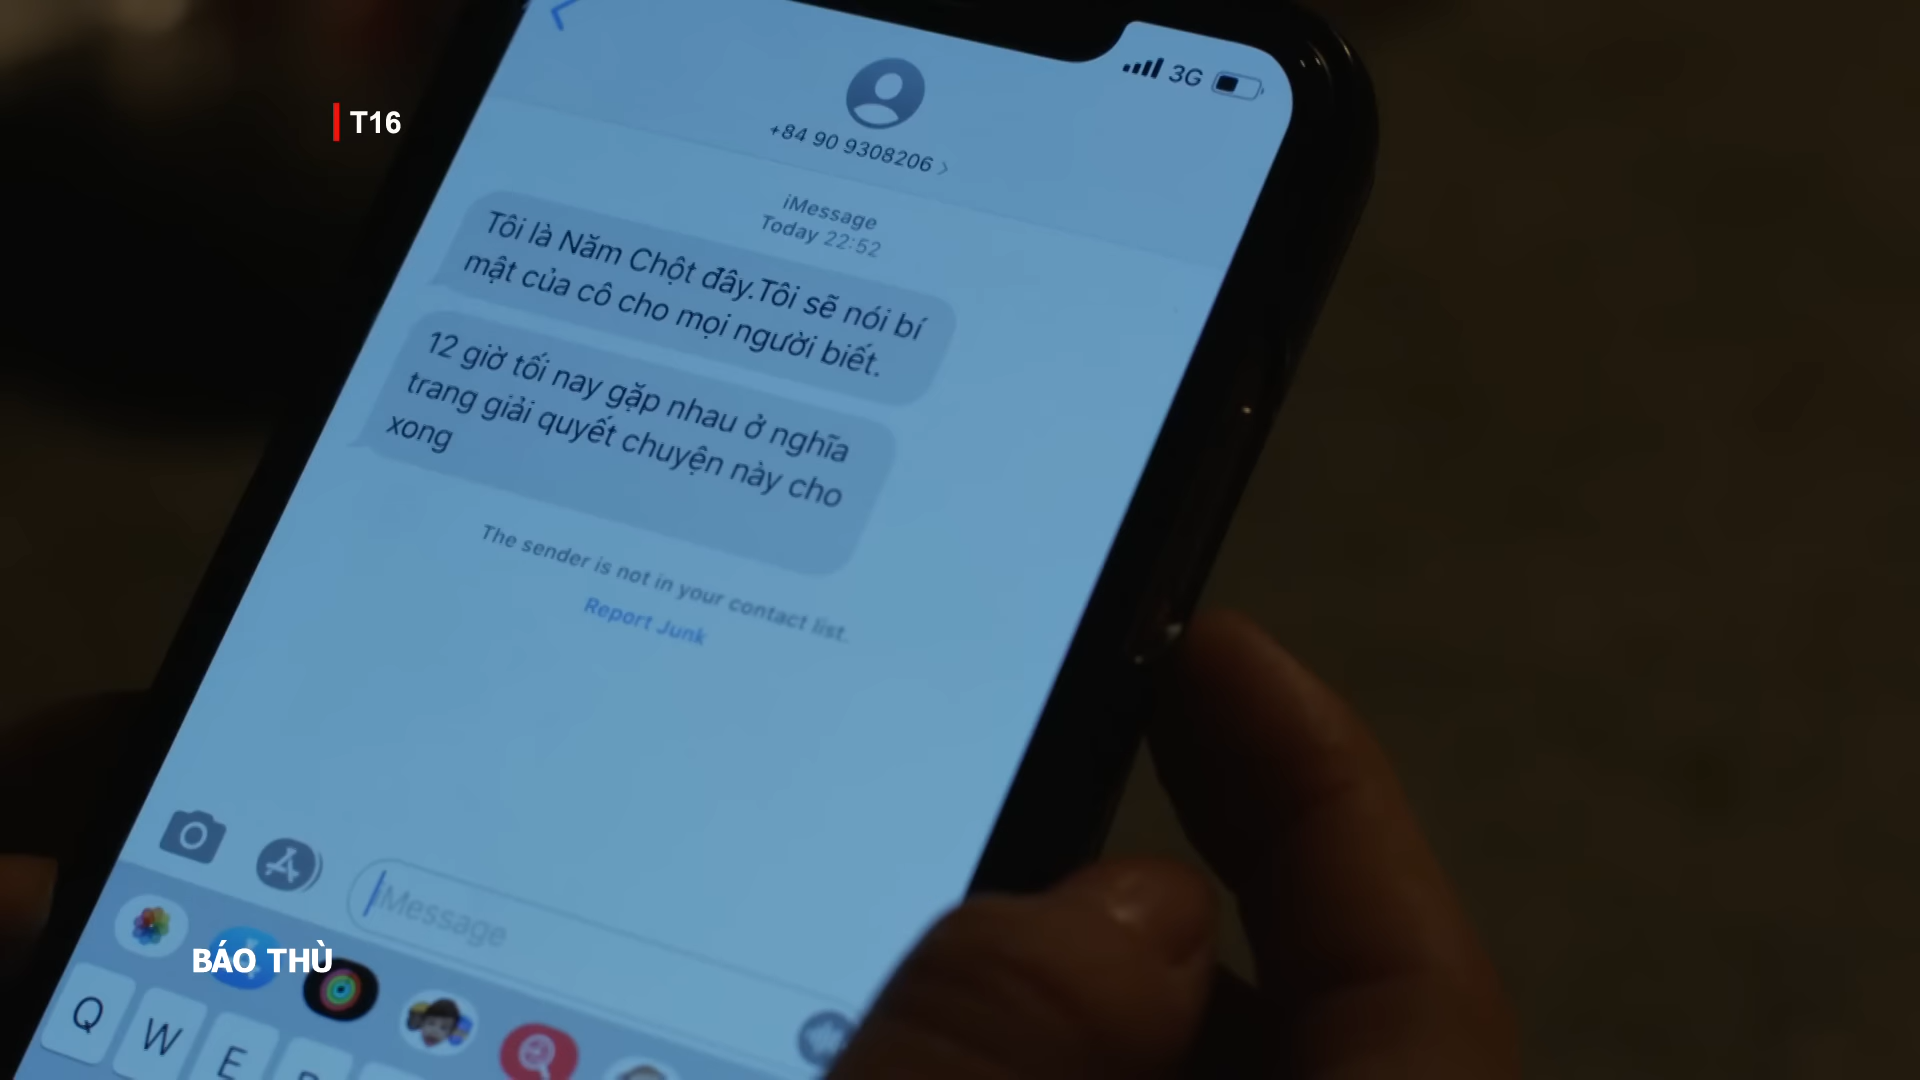 3G
T16
+84 90 9308206
iMessage
Today 22:52
Tôi là Năm Chột đây.Tôi sẽ nói bí
mật của cô cho mọi người biết.
12 giờ tối nay gặp nhau ở nghĩa
trang giải quyết chuyện này cho
xong
The sender is not in your contact list.
Report Junk
iMessage
BÁO THÙ
Q W E